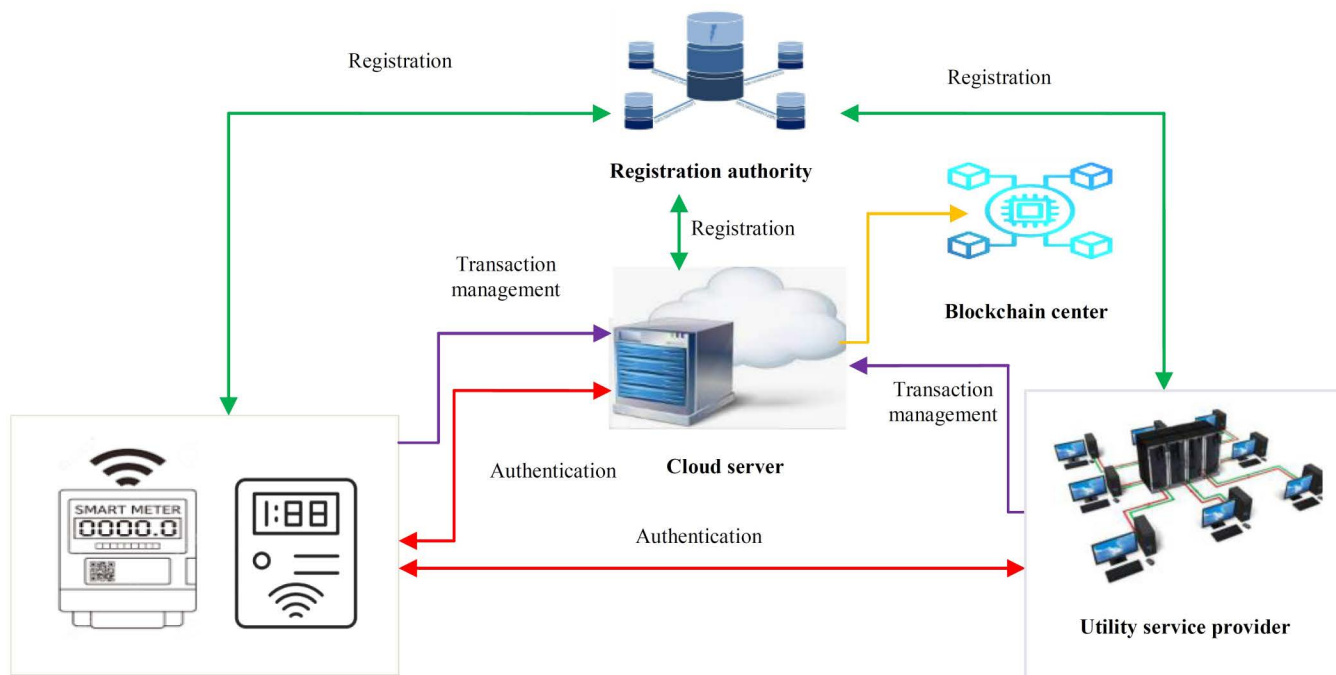 Registration
Registration
Registration authority
Registration
Transaction
management
Blockchain center
Transaction
management
Cloud server
Authentication
SMART METER
0000.0
1:88
Authentication
Utility service provider